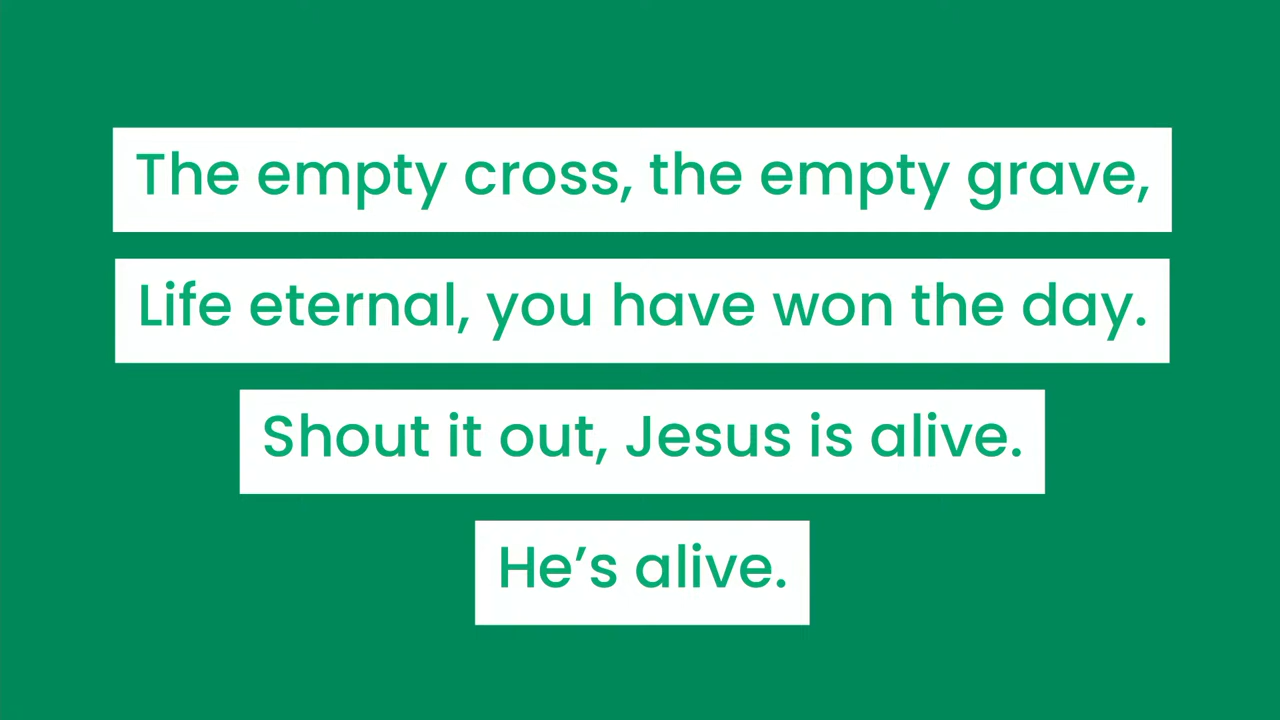 The empty cross, the empty grave,
Life eternal, you have won the day.
Shout it out, Jesus is alive.
He’s alive.